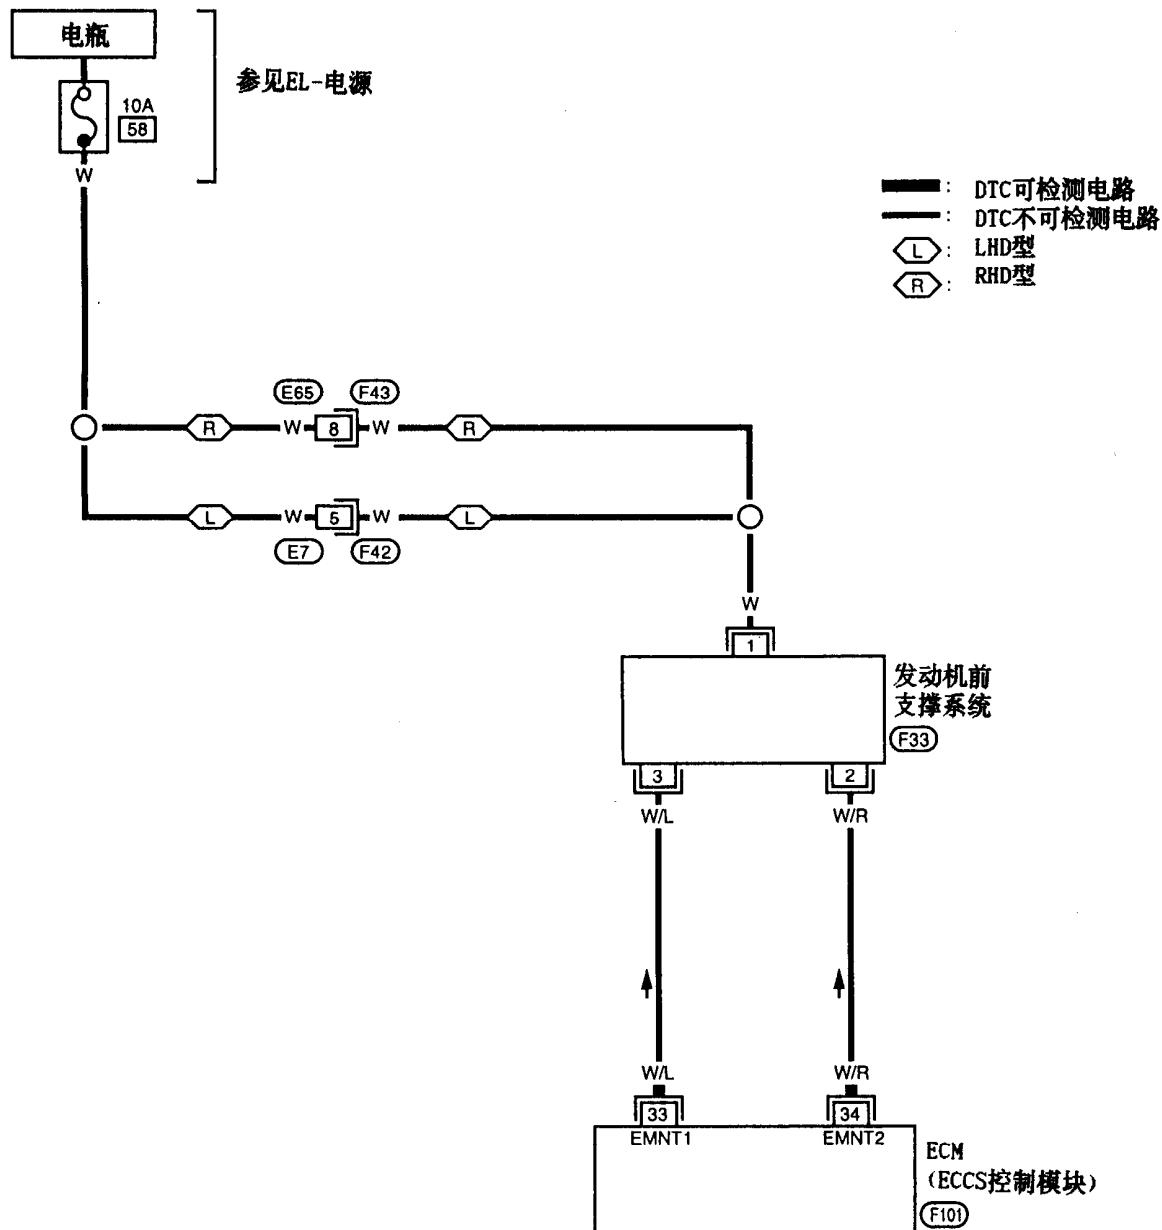 电瓶
参见EL-电源
10A
58
W
: DTC可检测电路
: DTC不可检测电路
L : LHD型
R : RHD型
E65 F43
R W 8 W R
L W 5 W L
E7 F42
W
1
发动机前
支撑系统
F33
3 2
W/L W/R
W/L W/R
33 34
EMNT1 EMNT2
ECM
(ECCS控制模块)
F101